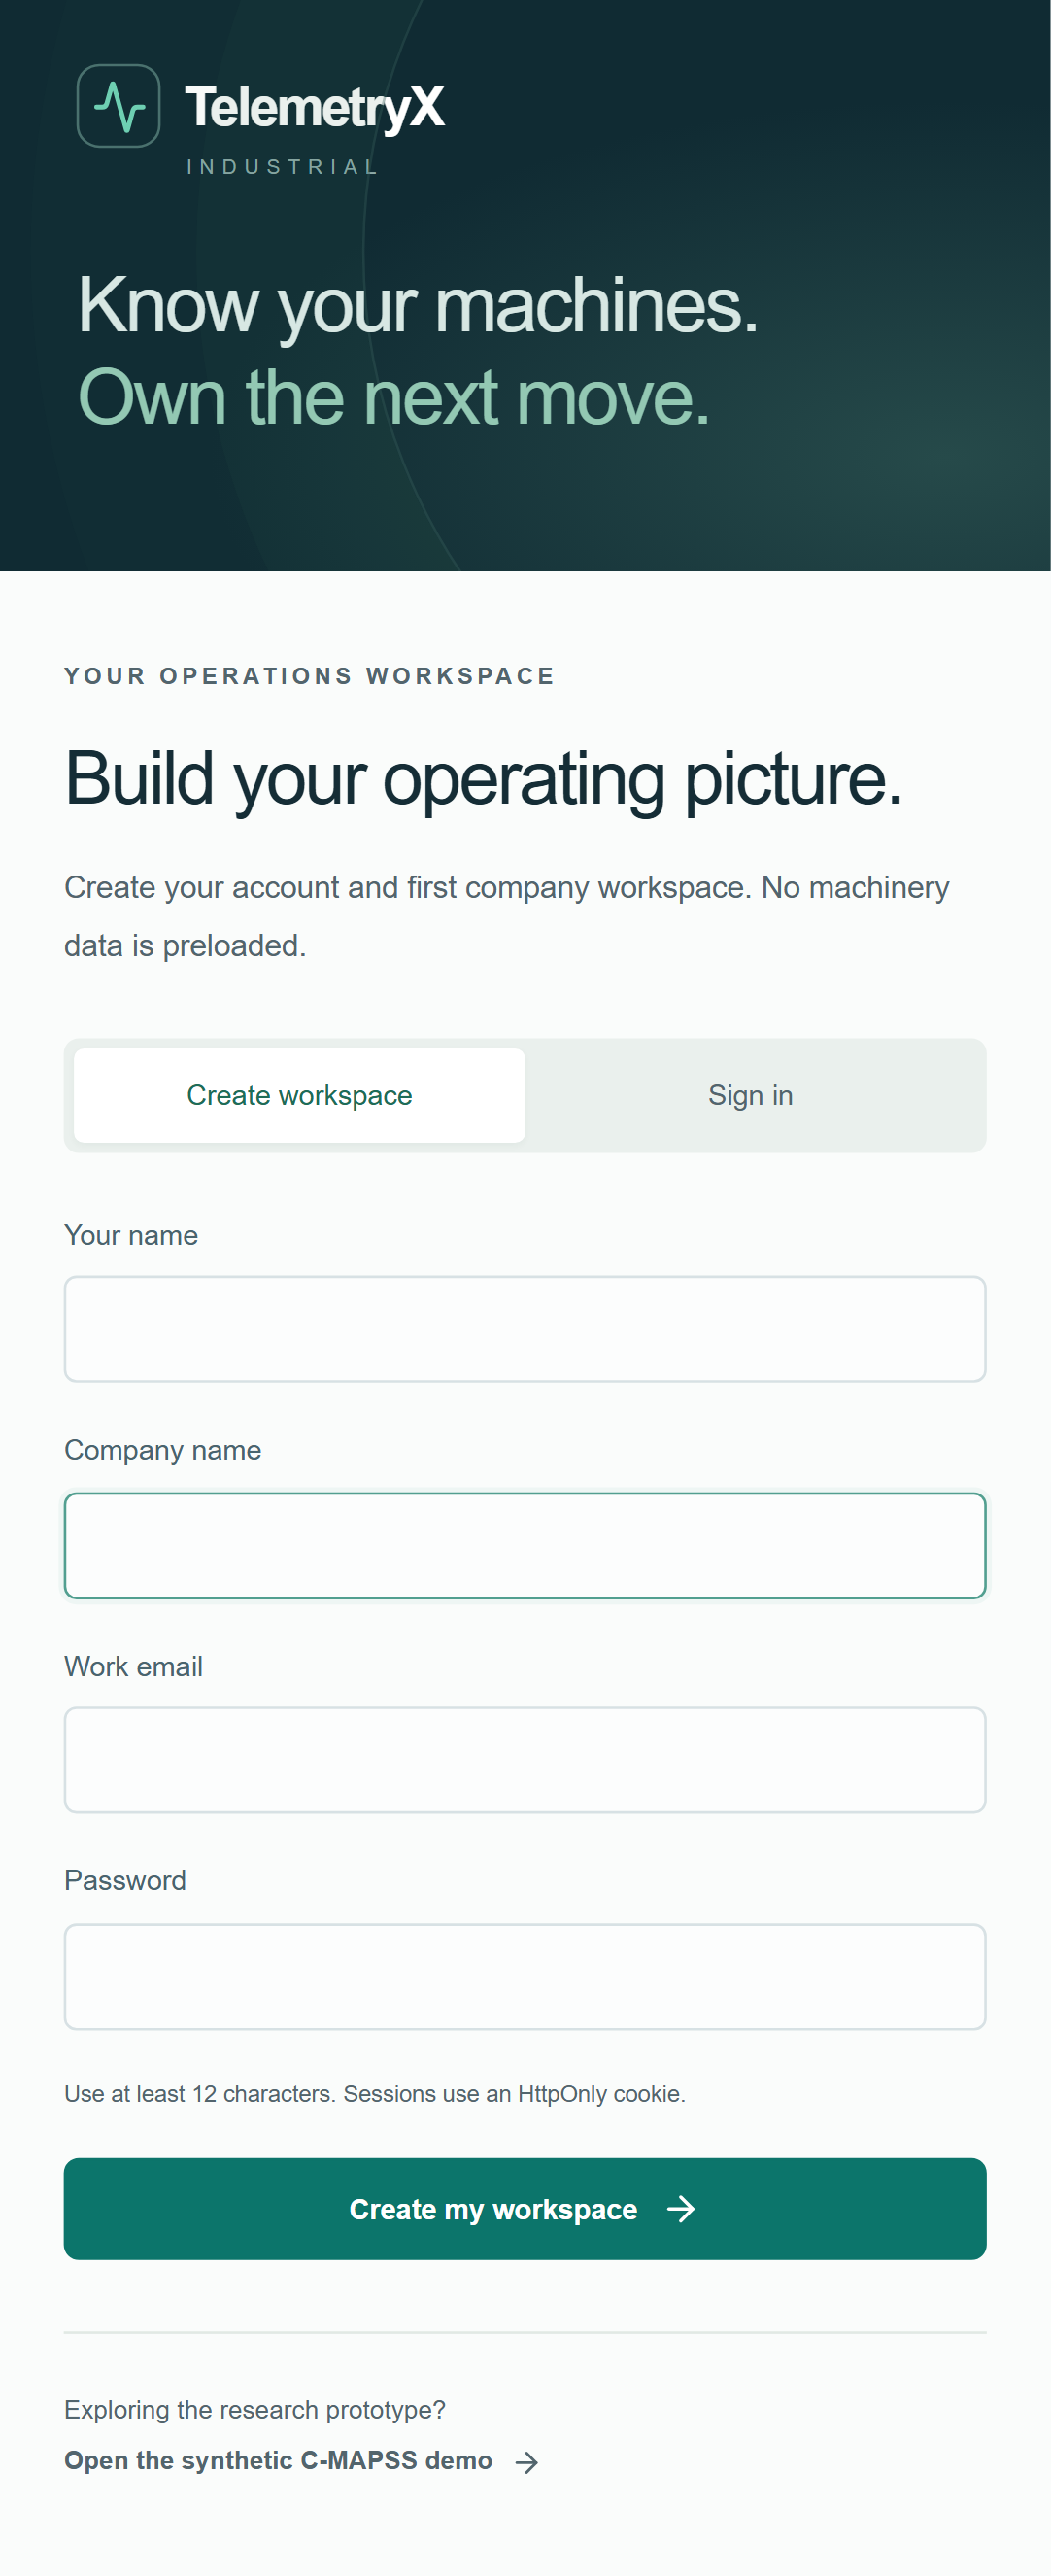 TelemetryX
INDUSTRIAL
Know your machines.
Own the next move.
YOUR OPERATIONS WORKSPACE
Build your operating picture.
Create your account and first company workspace. No machinery
data is preloaded.
Create workspace
Sign in
Your name
Company name
Work email
Password
Use at least 12 characters. Sessions use an HttpOnly cookie.
Create my workspace →
Exploring the research prototype?
Open the synthetic C-MAPSS demo →